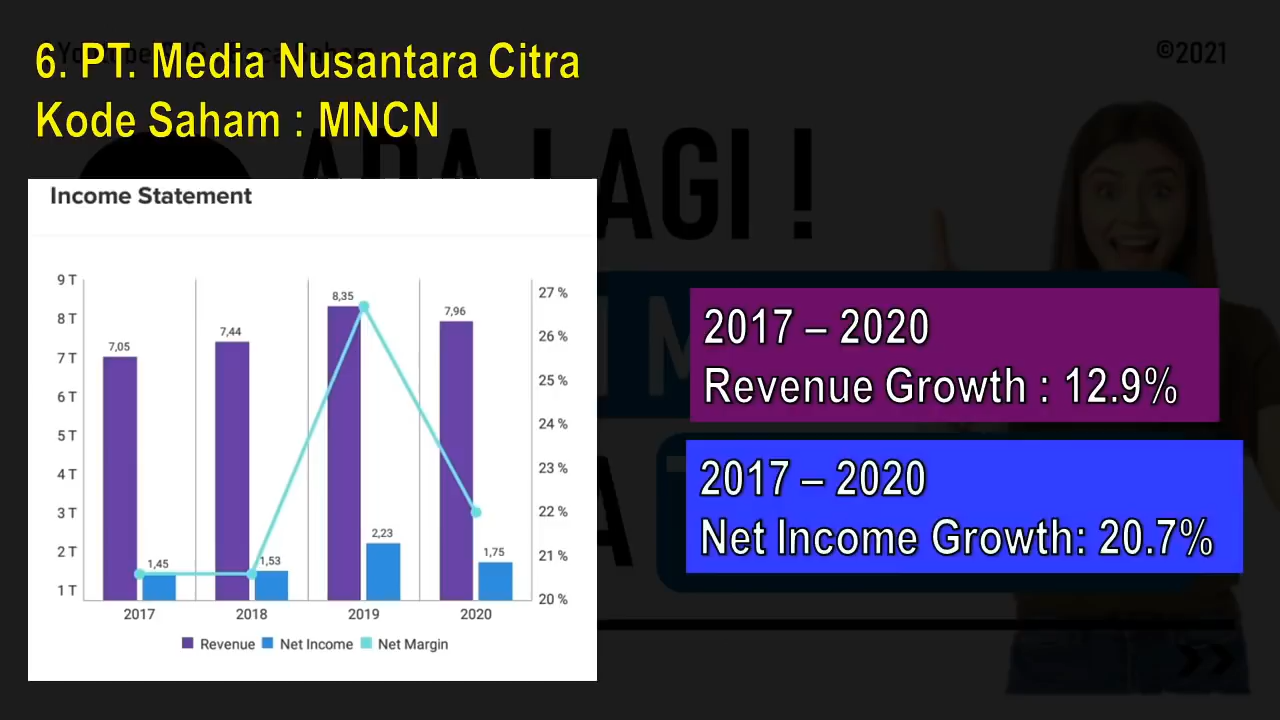 6. PT. Media Nusantara Citra
Kode Saham : MNCN
©2021
AGI !
Income Statement
9 T
8 T
7 T
6 T
5 T
4 T
3 T
2 T
1 T
27 %
26 %
25 %
24 %
23 %
22 %
21 %
20 %
7,05
7,44
8,35
7,96
1,45
1,53
2,23
1,75
2017
2018
2019
2020
Revenue
Net Income
Net Margin
2017 – 2020
Revenue Growth : 12.9%
2017 – 2020
Net Income Growth: 20.7%